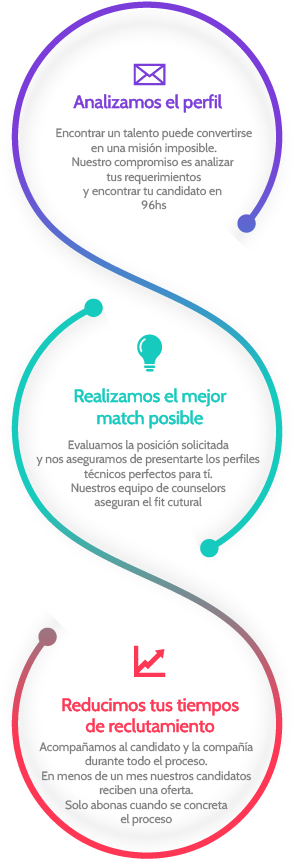 Analizamos el perfil
Encontrar un talento puede convertirse
en una misión imposible.
Nuestro compromiso es analizar
tus requerimientos
y encontrar tu candidato en
96hs
Realizamos el mejor
match posible
Evaluamos la posición solicitada
y nos aseguramos de presentarte los perfiles
técnicos perfectos para tí.
Nuestros equipo de counselors
aseguran el fit cutural
Reducimos tus tiempos
de reclutamiento
Acompañamos al candidato y la compañía
durante todo el proceso.
En menos de un mes nuestros candidatos
reciben una oferta.
Solo abonas cuando se concreta
el proceso